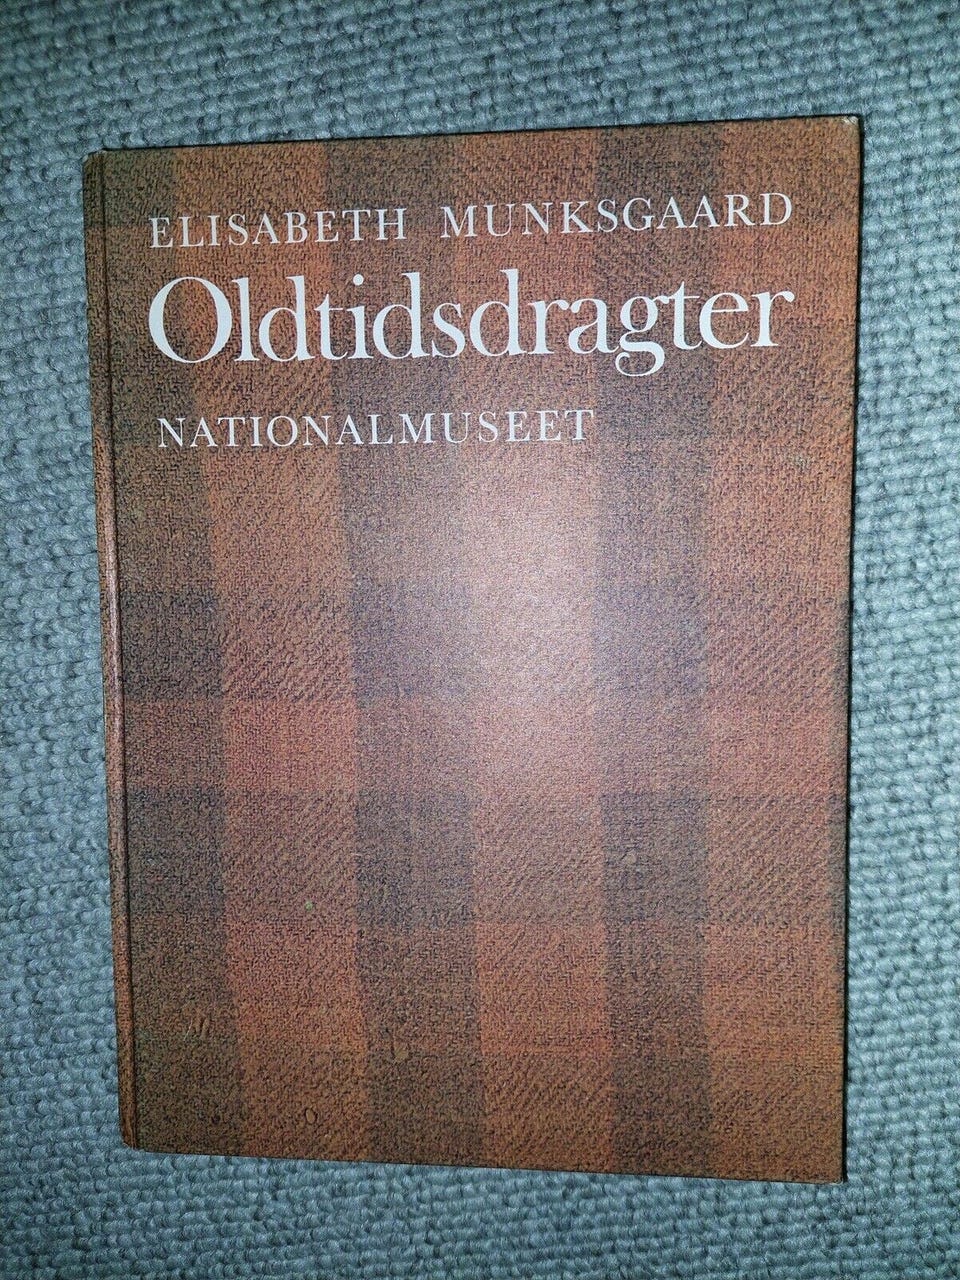 ELISABETH MUNKSGAARD
Oldtidsdragter
NATIONALMUSEET